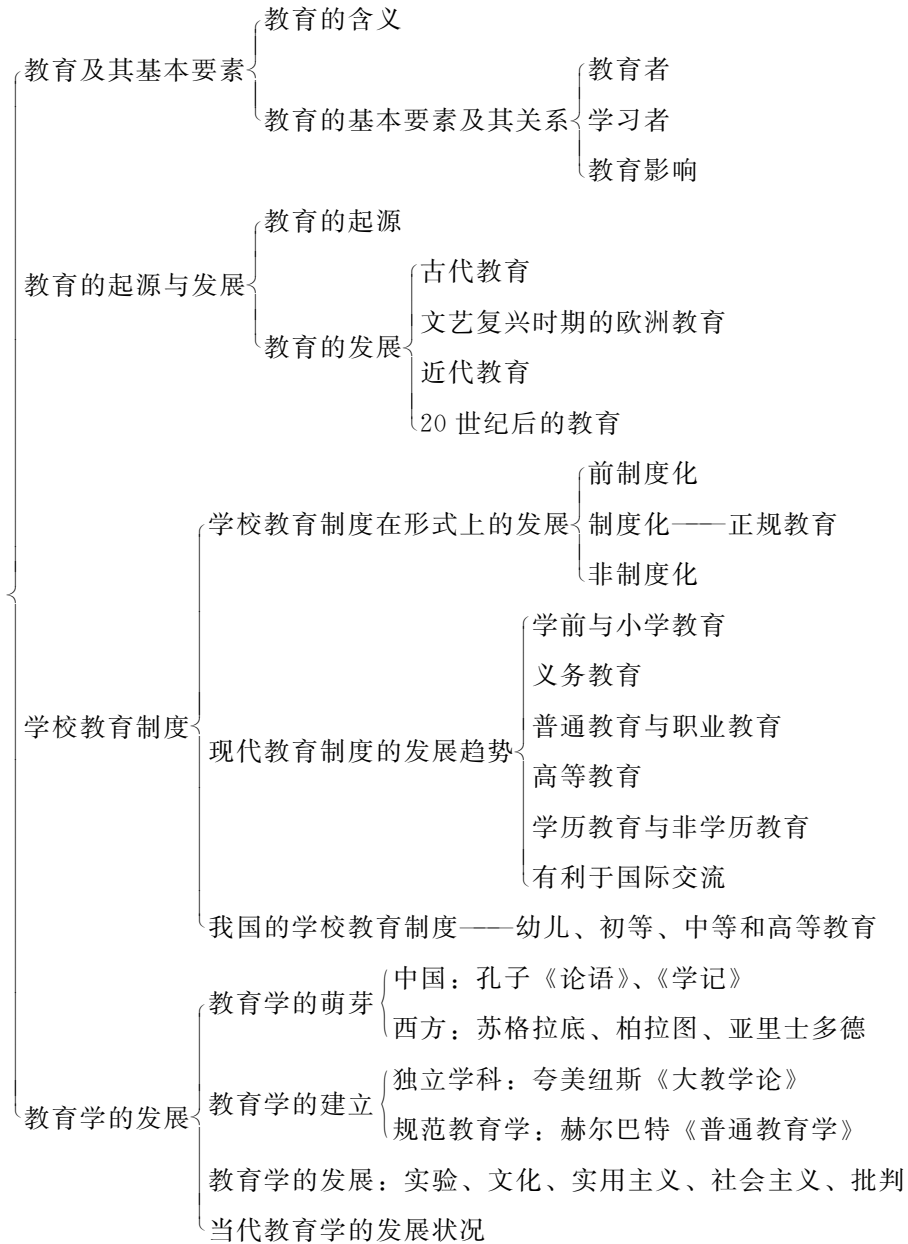 教育及其基本要素
教育的含义
教育的基本要素及其关系
教育者
学习者
教育影响
教育的起源与发展
教育的起源
教育的发展
古代教育
文艺复兴时期的欧洲教育
近代教育
20 世纪后的教育
学校教育制度
学校教育制度在形式上的发展
前制度化
制度化——正规教育
非制度化
现代教育制度的发展趋势
学前与小学教育
义务教育
普通教育与职业教育
高等教育
学历教育与非学历教育
有利于国际交流
我国的学校教育制度——幼儿、初等、中等和高等教育
教育学的发展
教育学的萌芽
中国：孔子《论语》、《学记》
西方：苏格拉底、柏拉图、亚里士多德
教育学的建立
独立学科：夸美纽斯《大教学论》
规范教育学：赫尔巴特《普通教育学》
教育学的发展：实验、文化、实用主义、社会主义、批判
当代教育学的发展状况